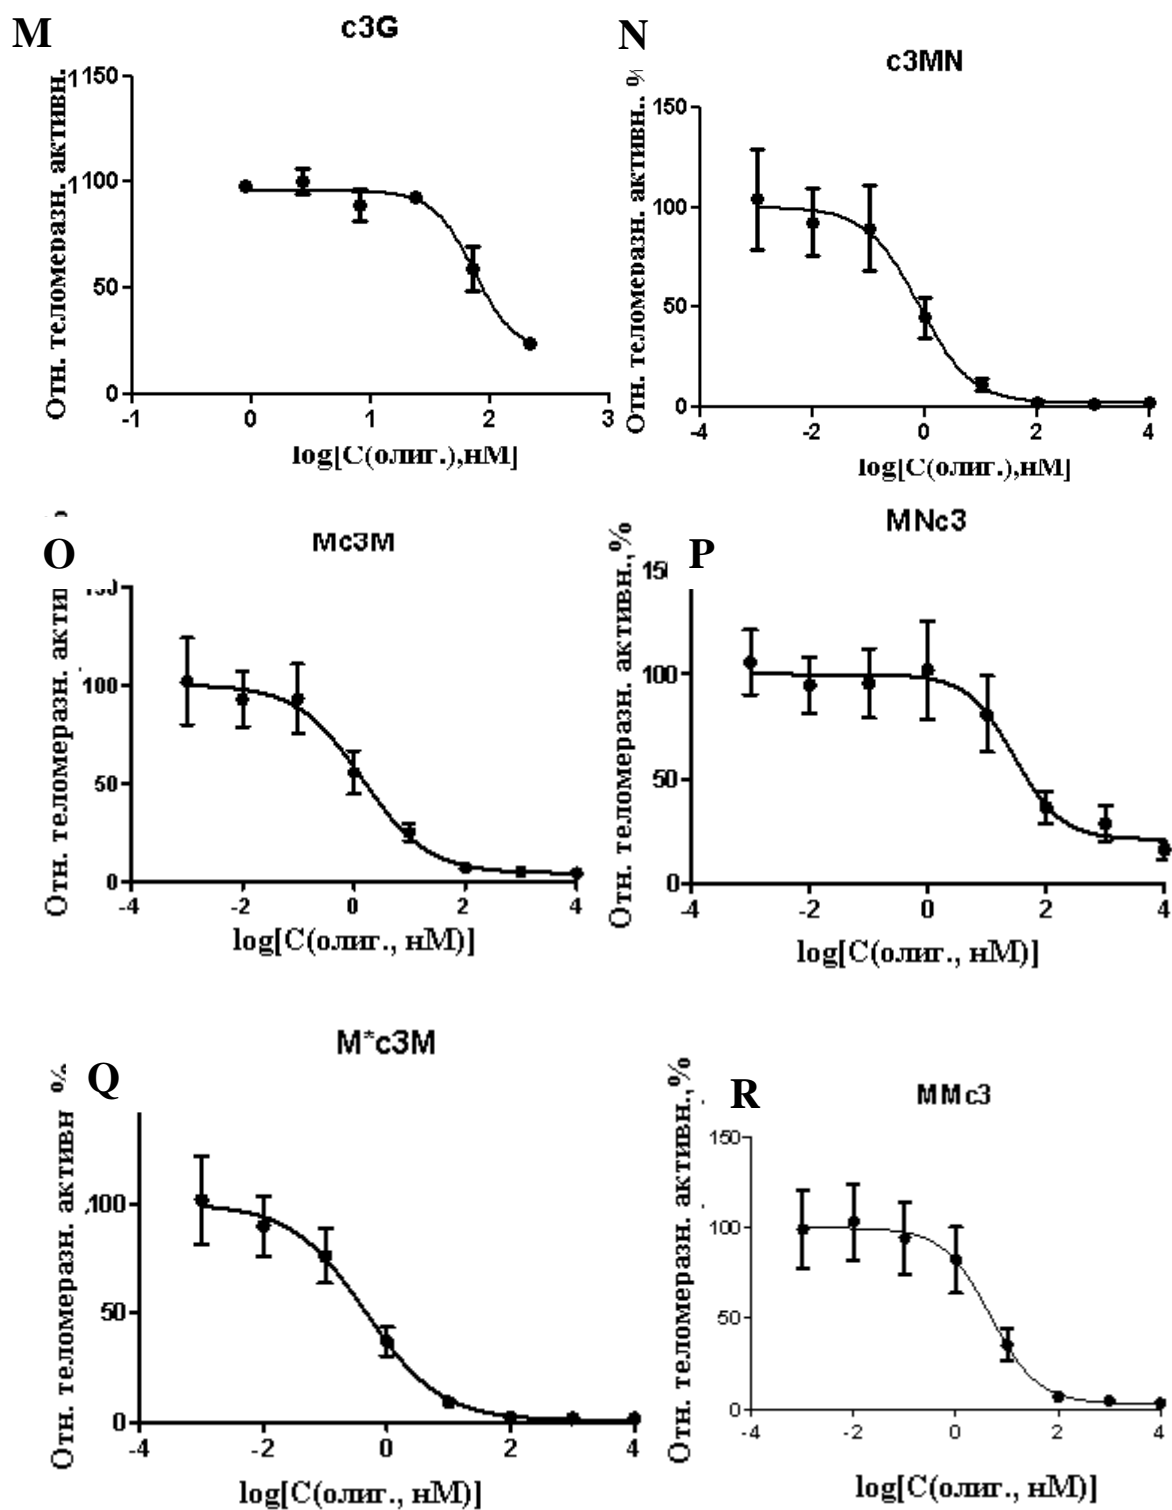 M
c3G
Отн. теломеразн. активн.
1150
1100
50
0
-1
0
1
2
3
log[C(олиг.),нМ]
N
c3MN
Отн. теломеразн. активн.. %
150
100
50
0
-4
-2
0
2
4
log[C(олиг.),нМ]
O
Mc3M
Отн. теломеразн. акти
100
50
0
-4
-2
0
2
4
log[C(олиг., нМ)]
P
MNc3
Отн. теломеразн. активн.,%
15
100
50
0
-4
-2
0
2
4
log[C(олиг., нМ)]
Q
M*c3M
Отн. теломеразн. активн %
100
50
0
-4
-2
0
2
4
log[C(олиг., нМ)]
R
MMc3
Отн. теломеразн. активн.,%
150
100
50
0
-4
-2
0
2
4
log[C(олиг., нМ)]